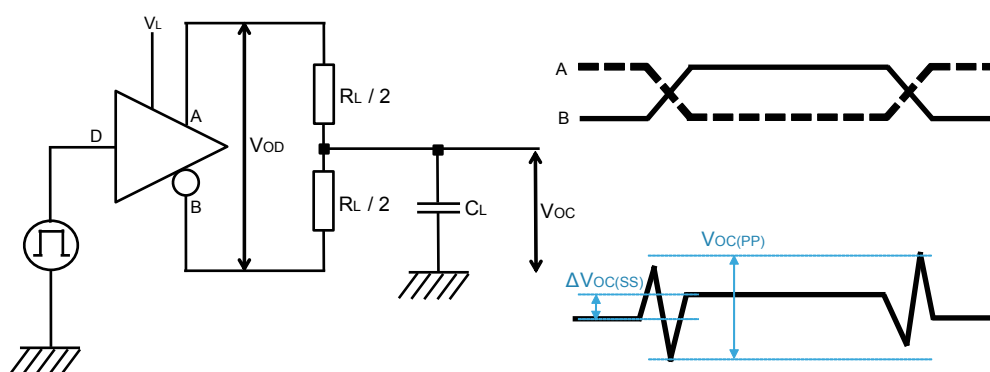 VL
A
D
B
VOD
RL / 2
RL / 2
CL
VOC
A
B
VOC(PP)
ΔVOC(SS)